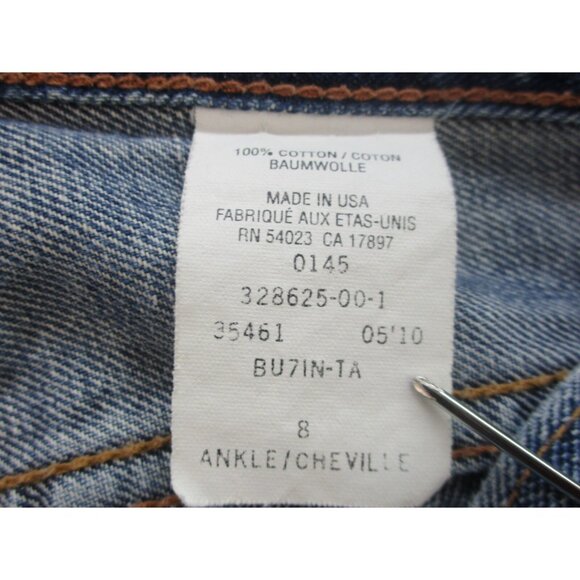 100% COTTON / COTON
BAUMWOLLE
MADE IN USA
FABRIQUÉ AUX ETAS-UNIS
RN 54023 CA 17897
0145
328625-00-1
35461 05'10
BU7IN-TA
8
ANKLE/CHEVILLE